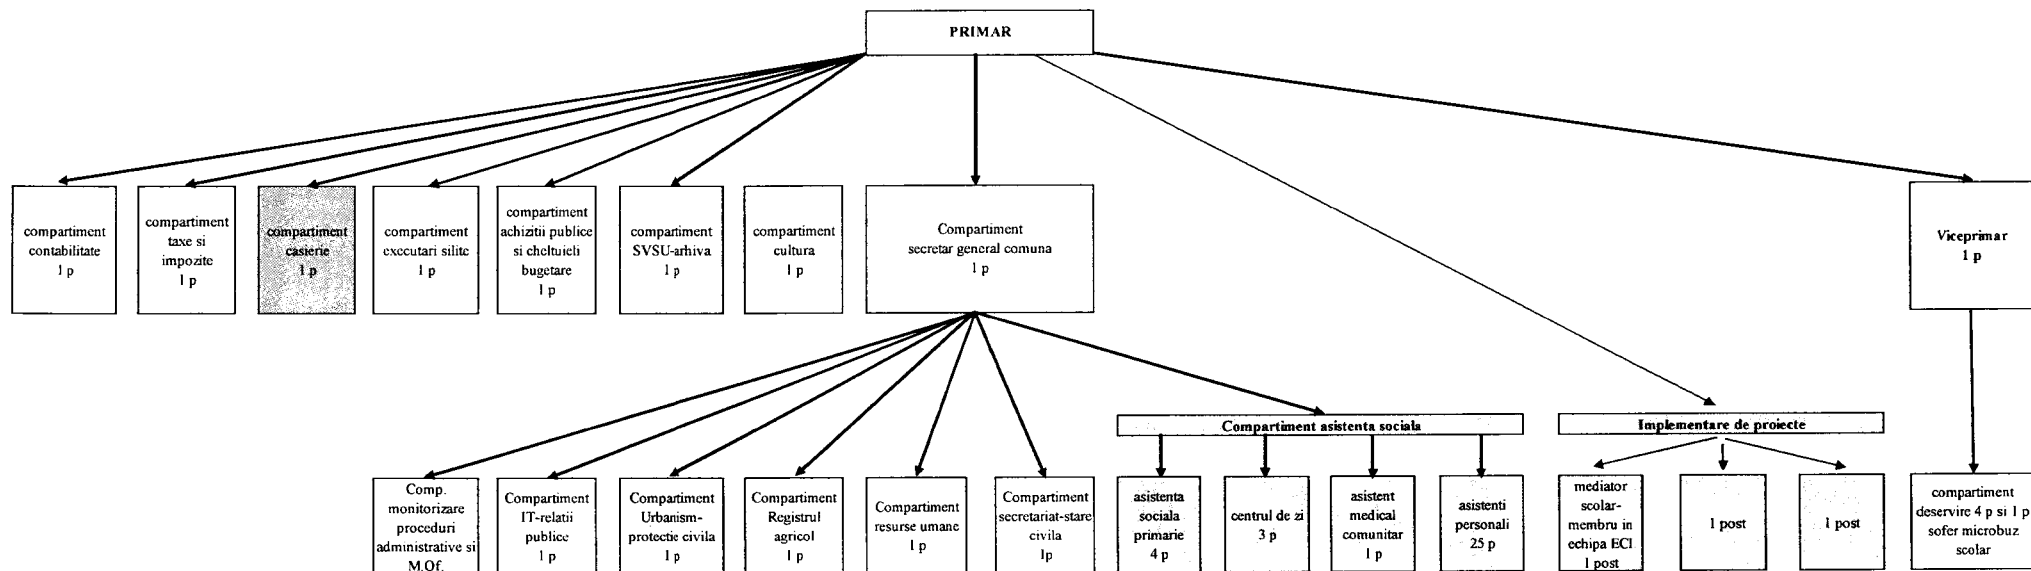 PRIMAR
compartiment
contabilitate
1 p
compartiment
taxe si
impozite
1 p
compartiment
casierie
1 p
compartiment
executari silite
1 p
compartiment
achizitii publice
si cheltuieli
bugetare
1 p
compartiment
SVSU-arhiva
1 p
compartiment
cultura
1 p
Compartiment
secretar general comuna
1 p
Viceprimar
1 p
Compartiment asistenta sociala
Implementare de proiecte
Comp.
monitorizare
proceduri
administrative si
M.Of.
Compartiment
IT-relatii
publice
1 p
Compartiment
Urbanism-
protectie civila
1 p
Compartiment
Registrul
agricol
1 p
Compartiment
resurse umane
1 p
Compartiment
secretariat-stare
civila
1p
asistenta
sociala
primarie
4 p
centrul de zi
3 p
asistent
medical
comunitar
1 p
asistenti
personali
25 p
mediator
scolar-
membru in
echipa ECI
1 post
1 post
1 post
compartiment
deservire 4 p si 1 p
sofer microbuz
scolar